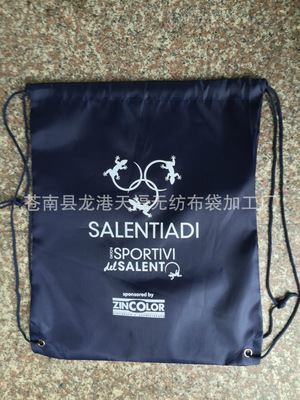 苍南县龙港天福无纺布袋加工厂
SALENTIADI
SPORTIVI
del SALENTO
sponsored by
ZINCOLOR